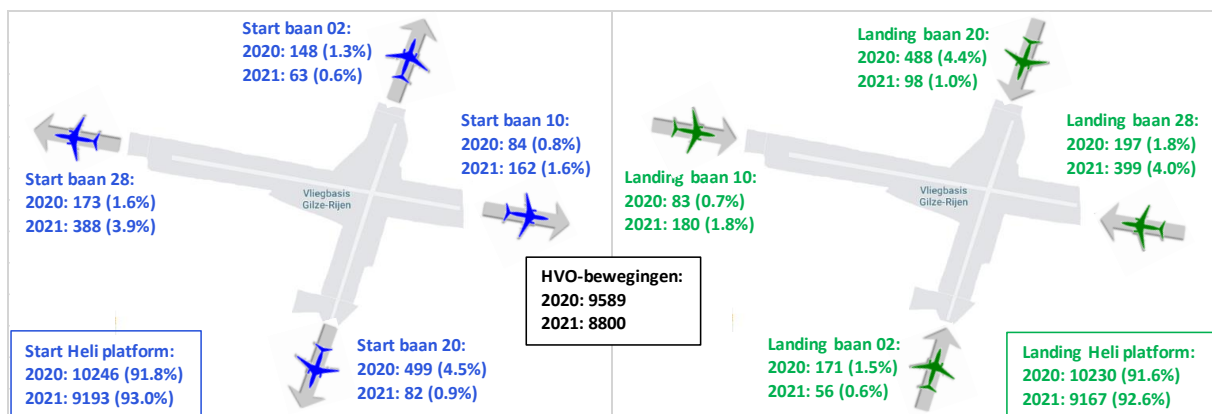 Start baan 02:
2020: 148 (1.3%)
2021: 63 (0.6%)
Start baan 10:
2020: 84 (0.8%)
2021: 162 (1.6%)
Start baan 28:
2020: 173 (1.6%)
2021: 388 (3.9%)
Vliegbasis
Gilze-Rijen
Start Heli platform:
2020: 10246 (91.8%)
2021: 9193 (93.0%)
Start baan 20:
2020: 499 (4.5%)
2021: 82 (0.9%)
HVO-bewegingen:
2020: 9589
2021: 8800
Landing baan 20:
2020: 488 (4.4%)
2021: 98 (1.0%)
Landing baan 28:
2020: 197 (1.8%)
2021: 399 (4.0%)
Landing baan 10:
2020: 83 (0.7%)
2021: 180 (1.8%)
Vliegbasis
Gilze-Rijen
Landing baan 02:
2020: 171 (1.5%)
2021: 56 (0.6%)
Landing Heli platform:
2020: 10230 (91.6%)
2021: 9167 (92.6%)